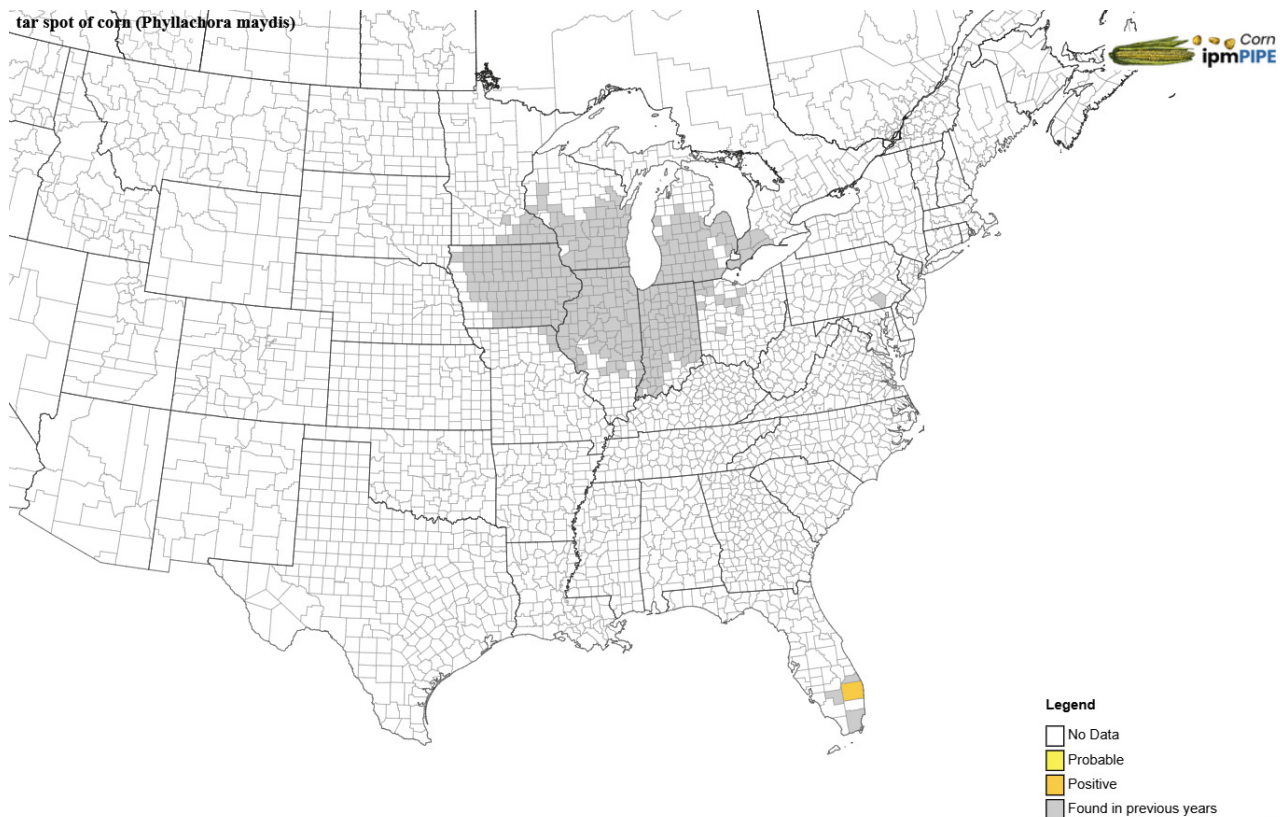 tar spot of corn (Phyllachora maydis)
Corn
ipmPIPE
Legend
No Data
Probable
Positive
Found in previous years